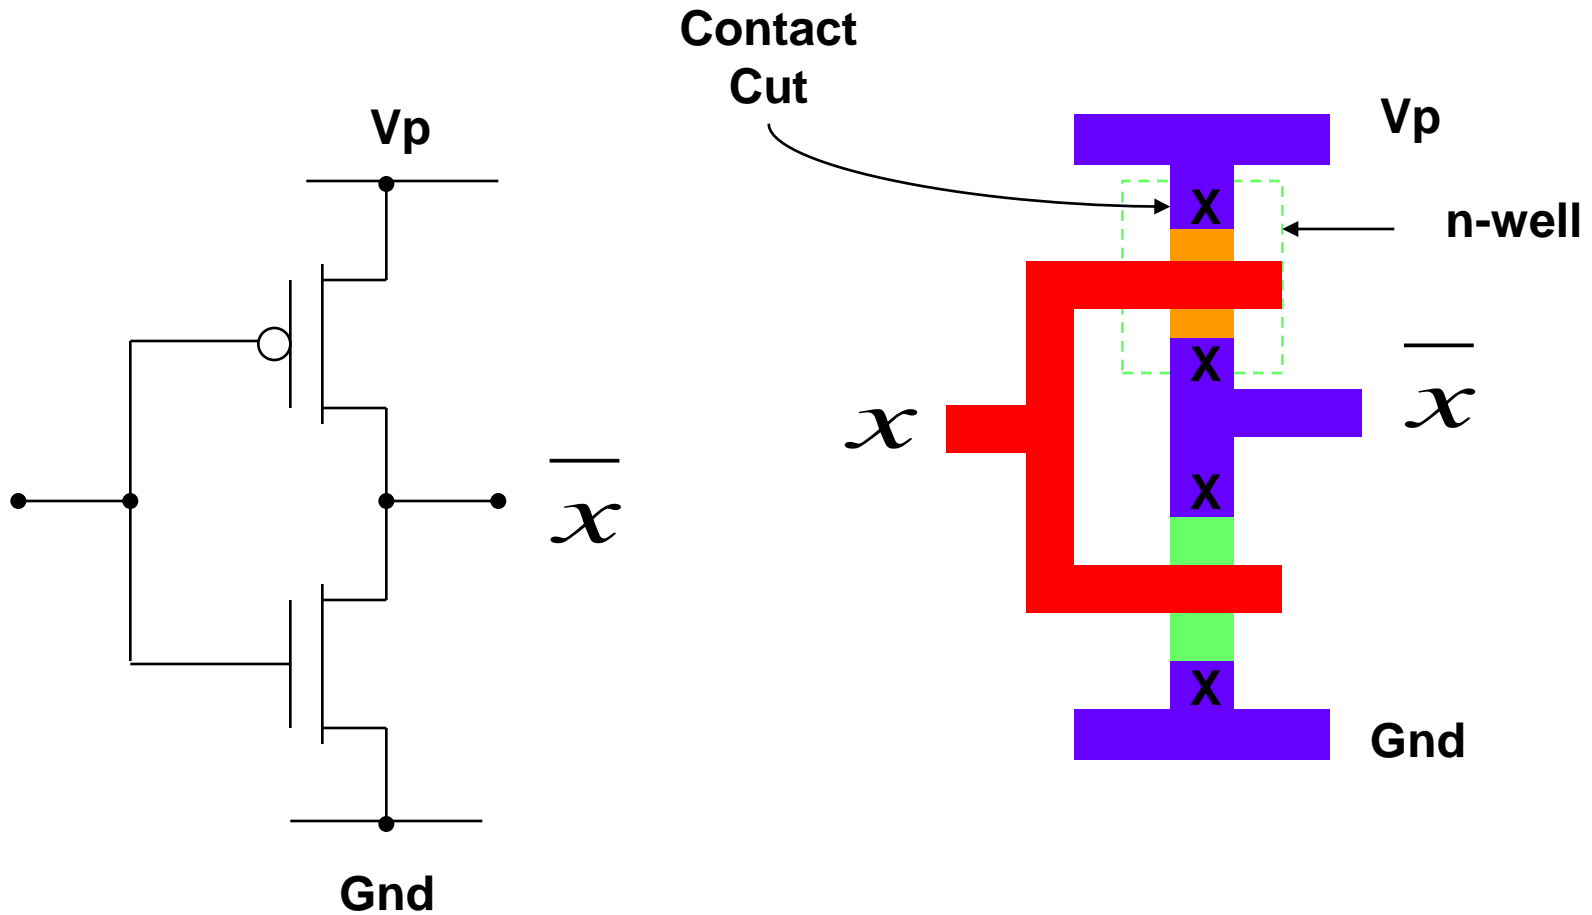 Contact
Cut
Vp
Vp
X
n-well
X
x̅
x
X
x̅
X
Gnd
Gnd